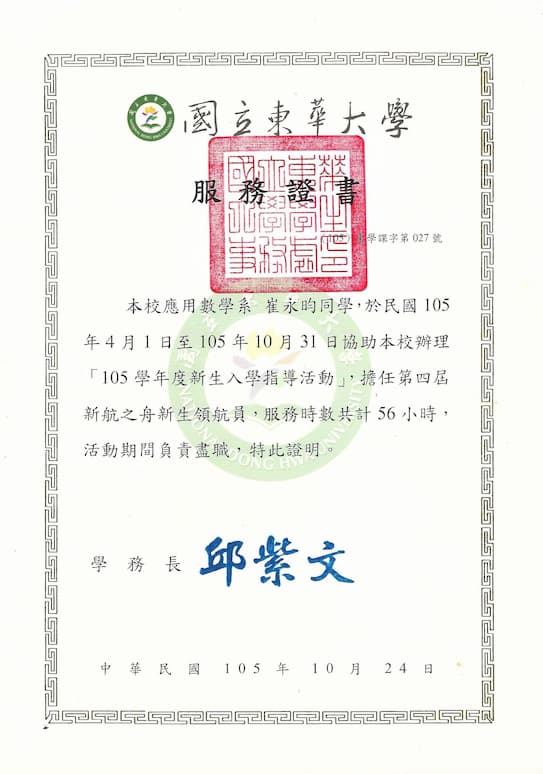 國立東華大學
服務證書
學課字第 027 號
本校應用數學系 崔永昀同學，於民國 105
年 4 月 1 日至 105 年 10 月 31 日協助本校辦理
「105 學年度新生入學指導活動」，擔任第四屆
新航之舟新生領航員，服務時數共計 56 小時，
活動期間負責盡職，特此證明。
學務長 邱紫文
中華民國 105 年 10 月 24 日